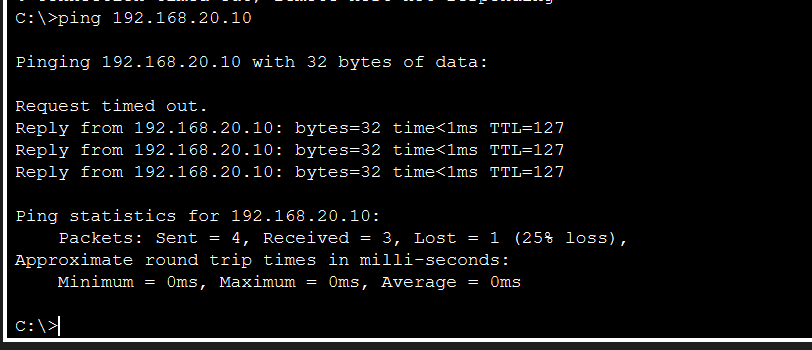 C:\>ping 192.168.20.10
Pinging 192.168.20.10 with 32 bytes of data:
Request timed out.
Reply from 192.168.20.10: bytes=32 time<1ms TTL=127
Reply from 192.168.20.10: bytes=32 time<1ms TTL=127
Reply from 192.168.20.10: bytes=32 time<1ms TTL=127
Ping statistics for 192.168.20.10:
    Packets: Sent = 4, Received = 3, Lost = 1 (25% loss),
Approximate round trip times in milli-seconds:
    Minimum = 0ms, Maximum = 0ms, Average = 0ms
C:\>